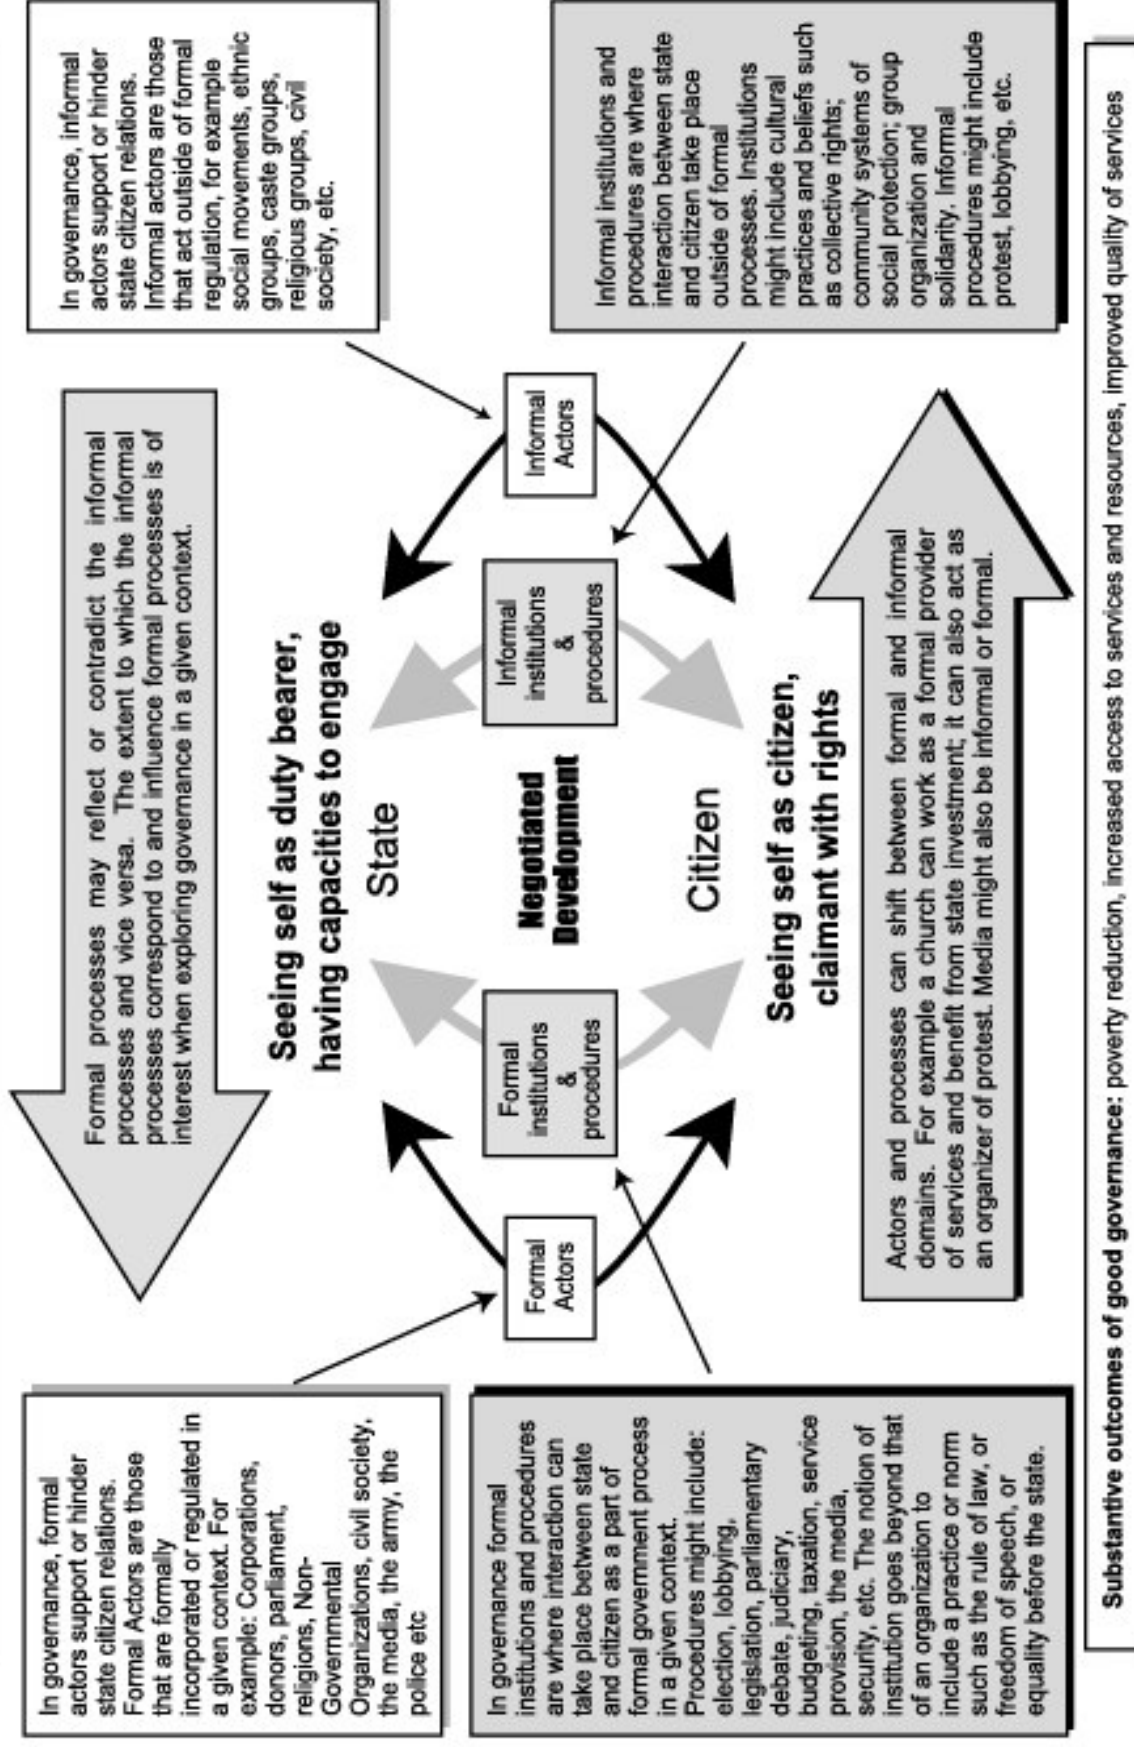 In governance, formal
actors support or hinder
state citizen relations.
Formal Actors are those
that are formally
incorporated or regulated in
a given context. For
example: Corporations,
donors, parliament,
religions, Non-
Governmental
Organizations, civil society,
the media, the army, the
police etc
Formal processes may reflect or contradict the informal
processes and vice versa. The extent to which the informal
processes correspond to and influence formal processes is of
interest when exploring governance in a given context.
In governance, informal
actors support or hinder
state citizen relations.
Informal actors are those
that act outside of formal
regulation, for example
social movements, ethnic
groups, caste groups,
religious groups, civil
society, etc.
Seeing self as duty bearer,
having capacities to engage
State
Formal
Actors
Formal
institutions
&
procedures
Negotiated
Development
Informal
institutions
&
procedures
Informal
Actors
Citizen
Seeing self as citizen,
claimant with rights
In governance formal
institutions and procedures
are where interaction can
take place between state
and citizen as a part of
formal government process
in a given context.
Procedures might include:
election, lobbying,
legislation, parliamentary
debate, judiciary,
budgeting, taxation, service
provision, the media,
security, etc. The notion of
institution goes beyond that
of an organization to
include a practice or norm
such as the rule of law, or
freedom of speech, or
equality before the state.
Actors and processes can shift between formal and informal
domains. For example a church can work as a formal provider
of services and benefit from state investment; it can also act as
an organizer of protest. Media might also be informal or formal.
Informal institutions and
procedures are where
interaction between state
and citizen take place
outside of formal
processes. Institutions
might include cultural
practices and beliefs such
as collective rights;
community systems of
social protection; group
organization and
solidarity. Informal
procedures might include
protest, lobbying, etc.
Substantive outcomes of good governance: poverty reduction, increased access to services and resources, improved quality of services